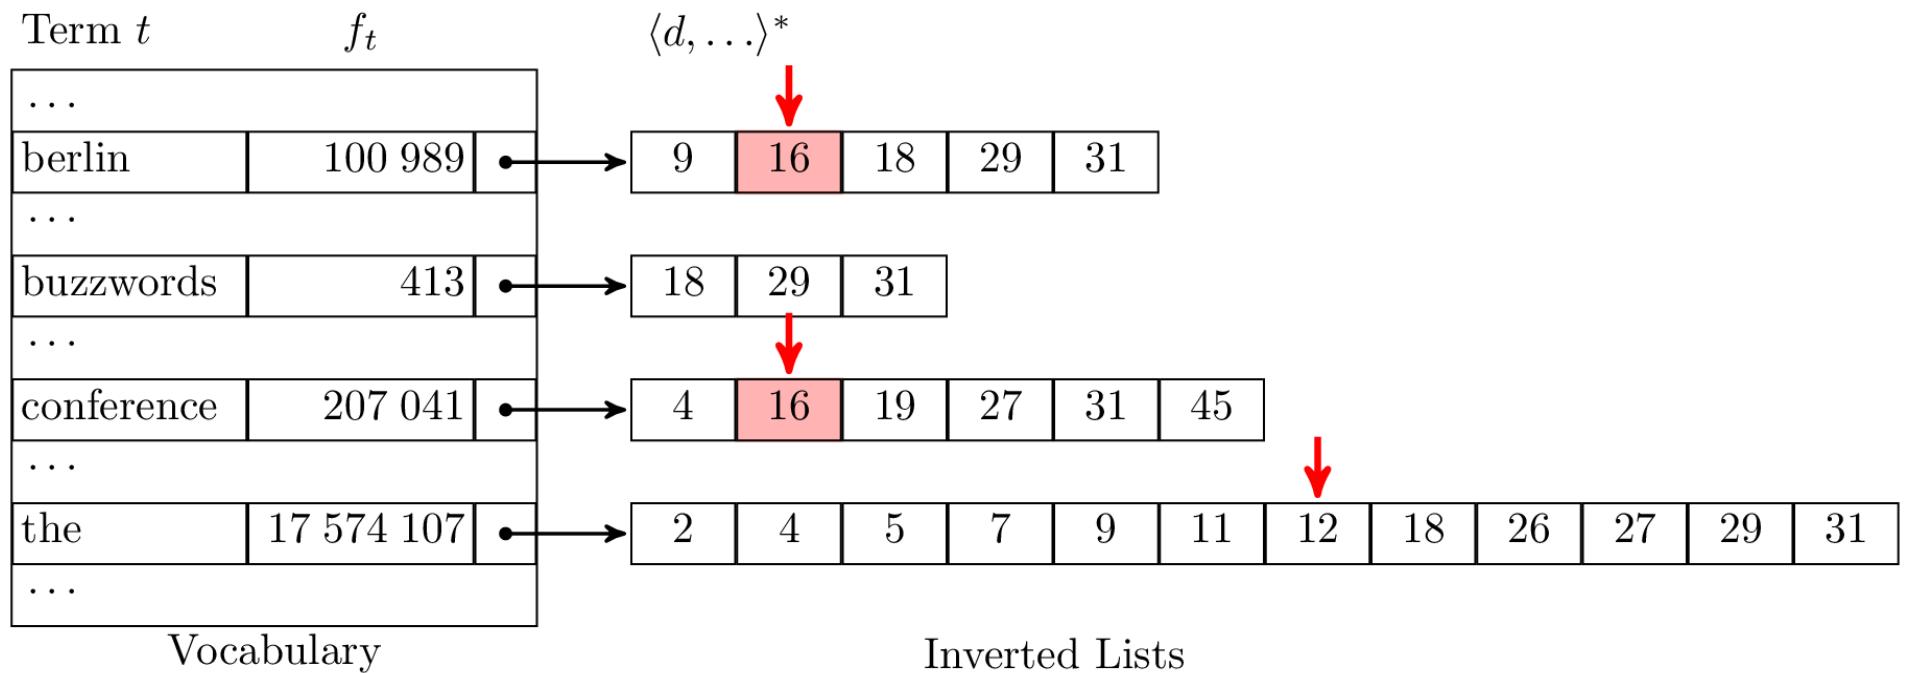 Term t f_t ⟨d, …⟩*
…
berlin 100 989 9 16 18 29 31
…
buzzwords 413 18 29 31
…
conference 207 041 4 16 19 27 31 45
…
the 17 574 107 2 4 5 7 9 11 12 18 26 27 29 31
…
Vocabulary Inverted Lists